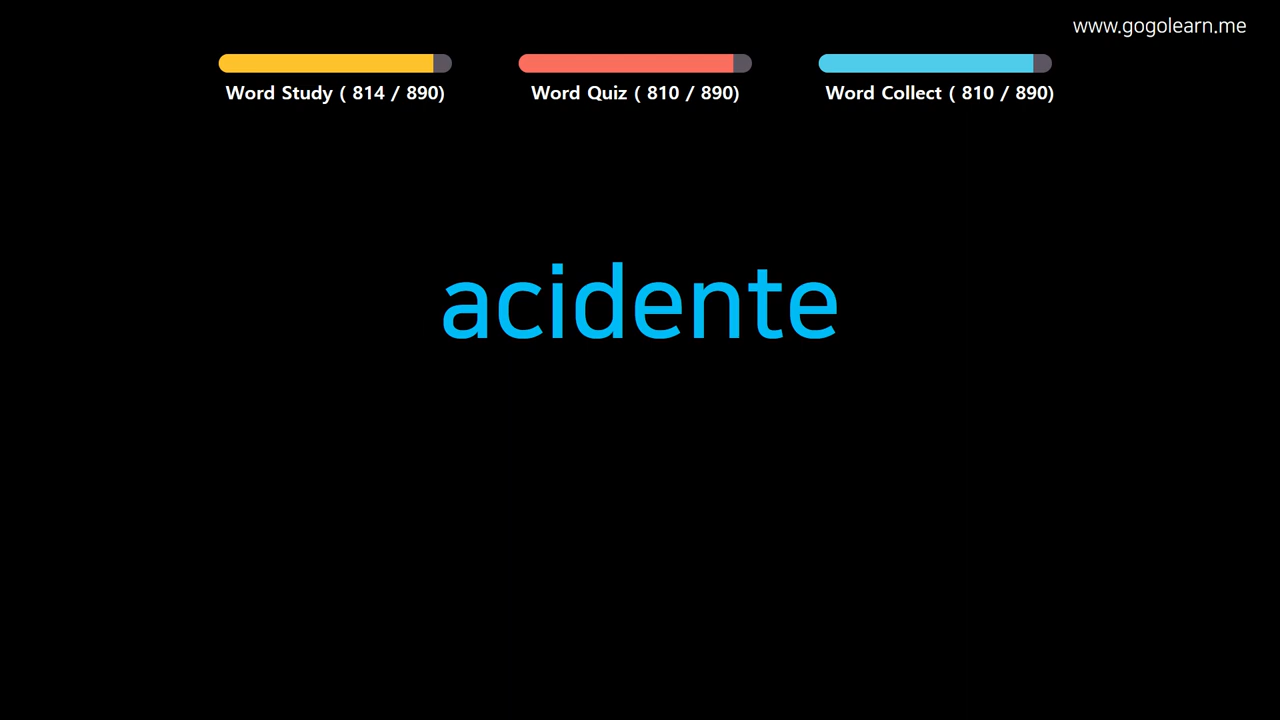 www.gogolearn.me
Word Study ( 814 / 890)
Word Quiz ( 810 / 890)
Word Collect ( 810 / 890)
acidente